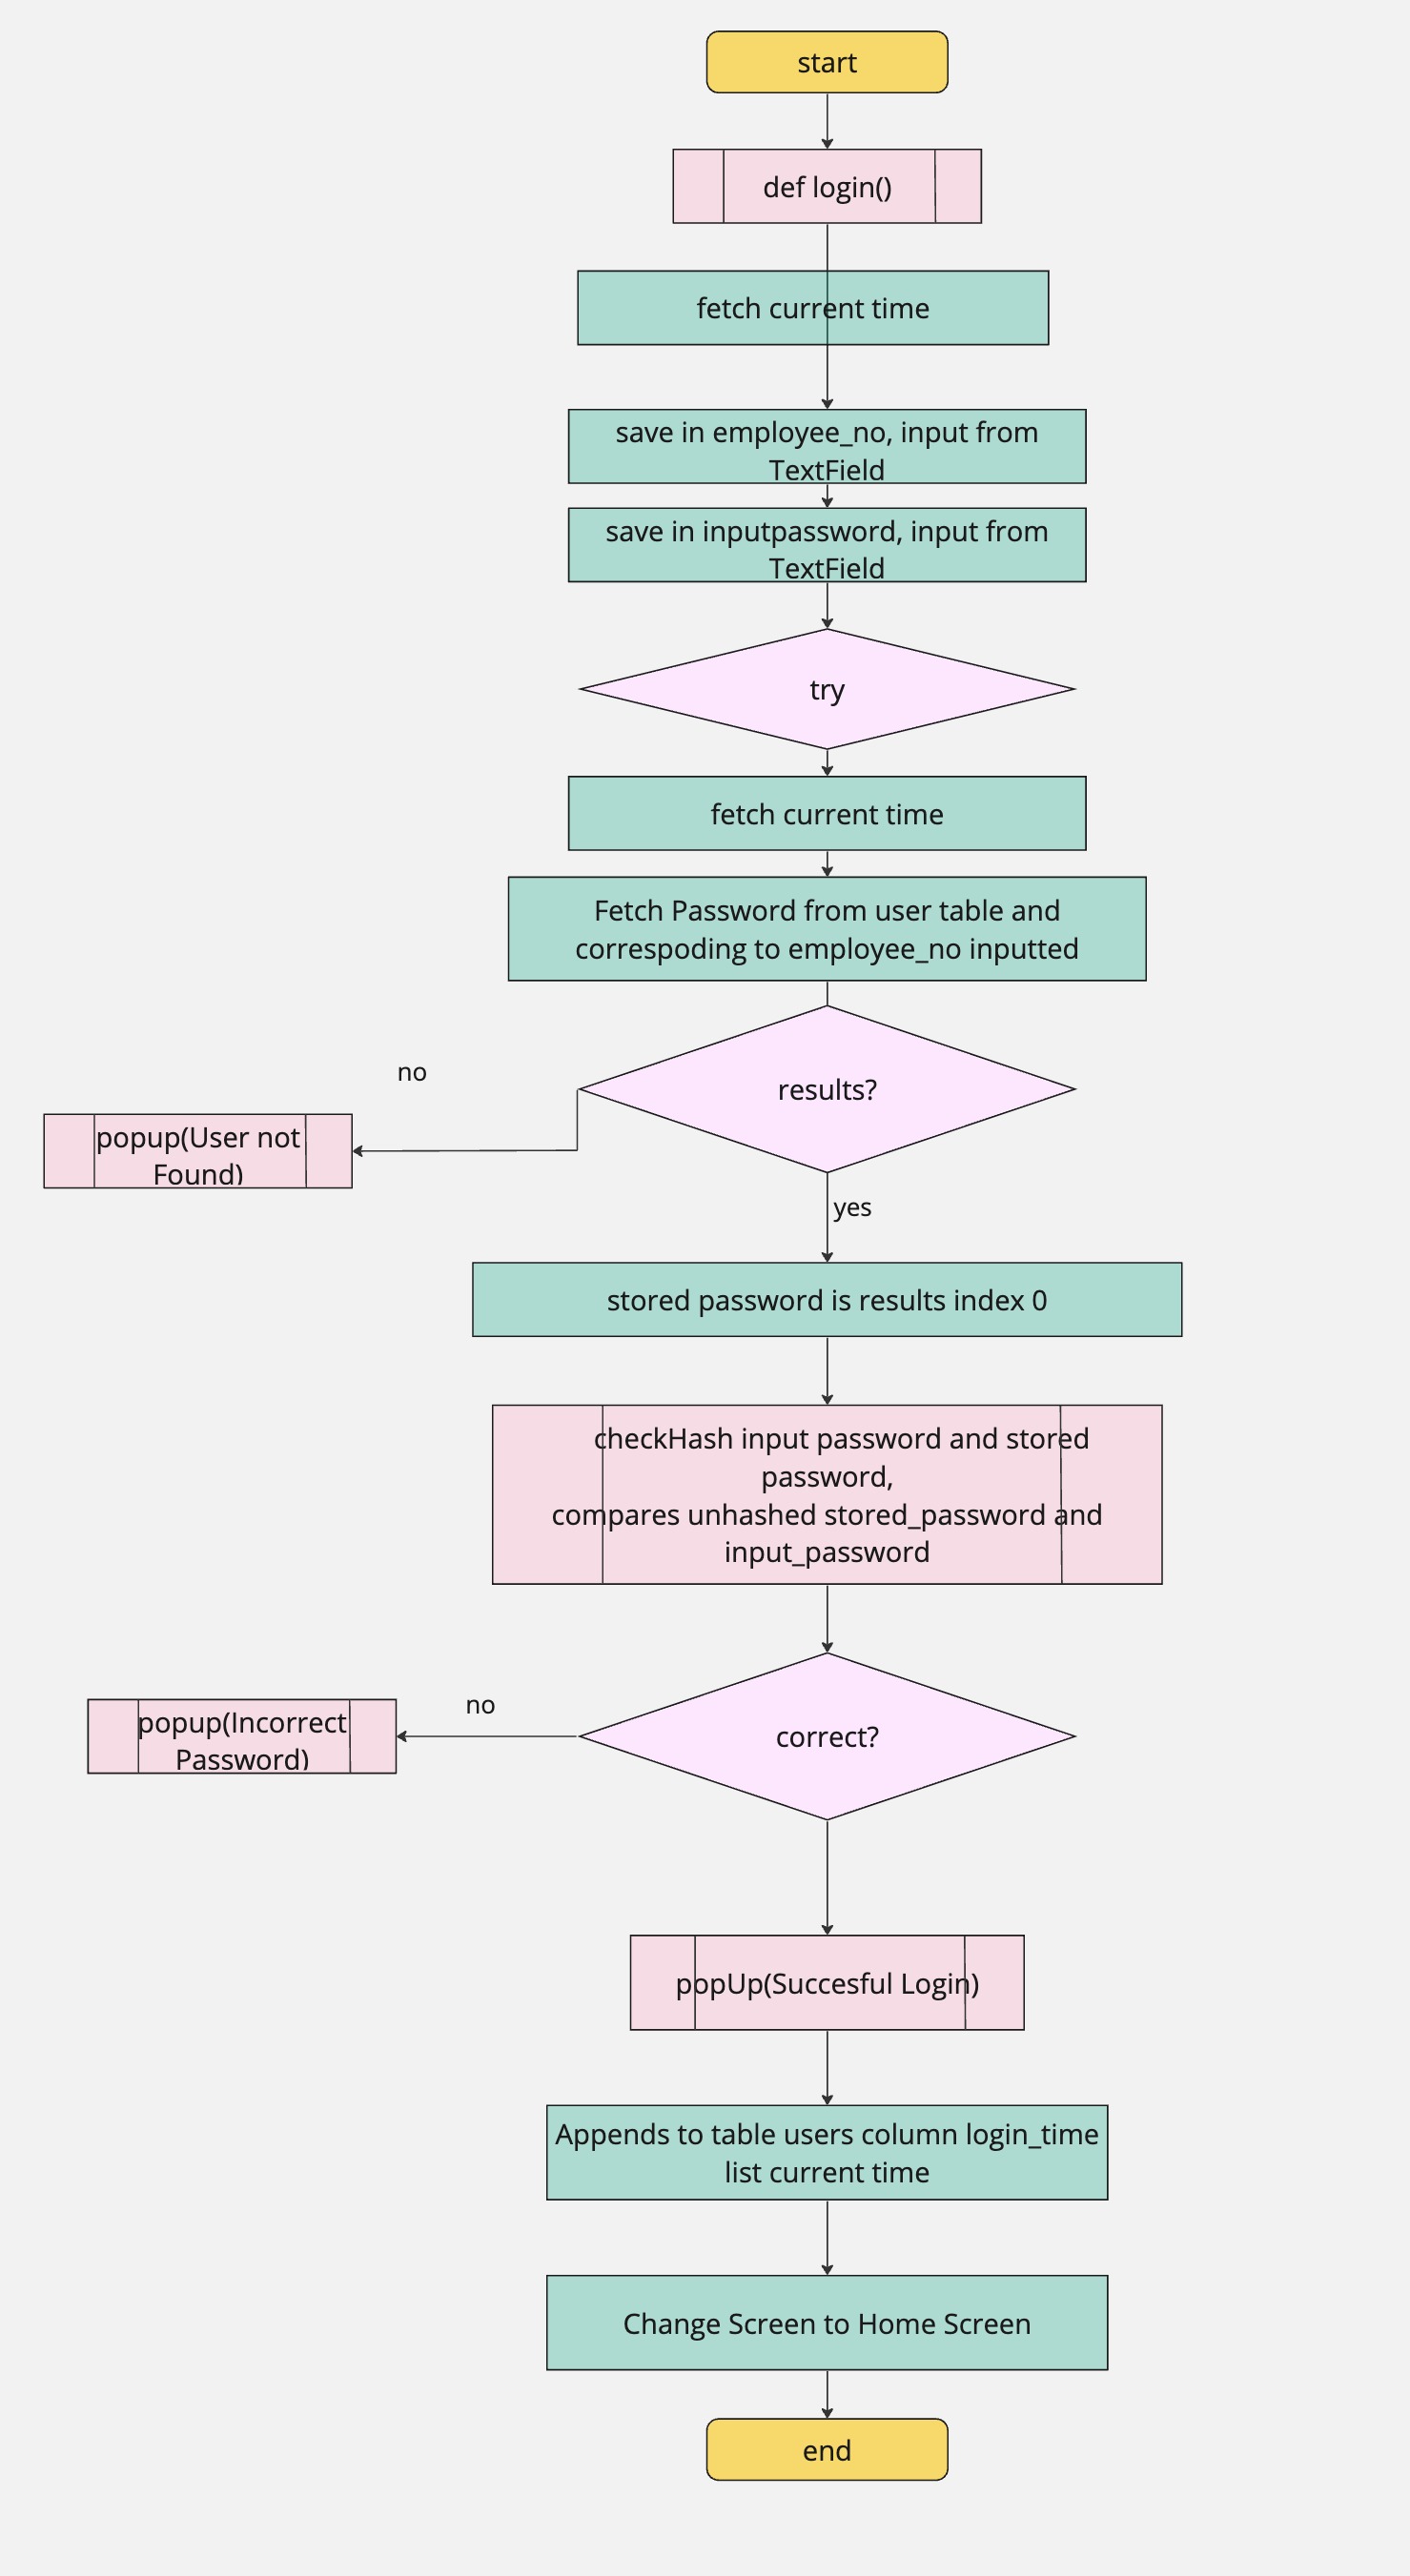 start
def login()
fetch current time
save in employee_no, input from
TextField
save in inputpassword, input from
TextField
try
fetch current time
Fetch Password from user table and
correspoding to employee_no inputted
results?
no
popup(User not
Found)
yes
stored password is results index 0
checkHash input password and stored
password,
compares unhashed stored_password and
input_password
correct?
no
popup(Incorrect
Password)
popUp(Succesful Login)
Appends to table users column login_time
list current time
Change Screen to Home Screen
end